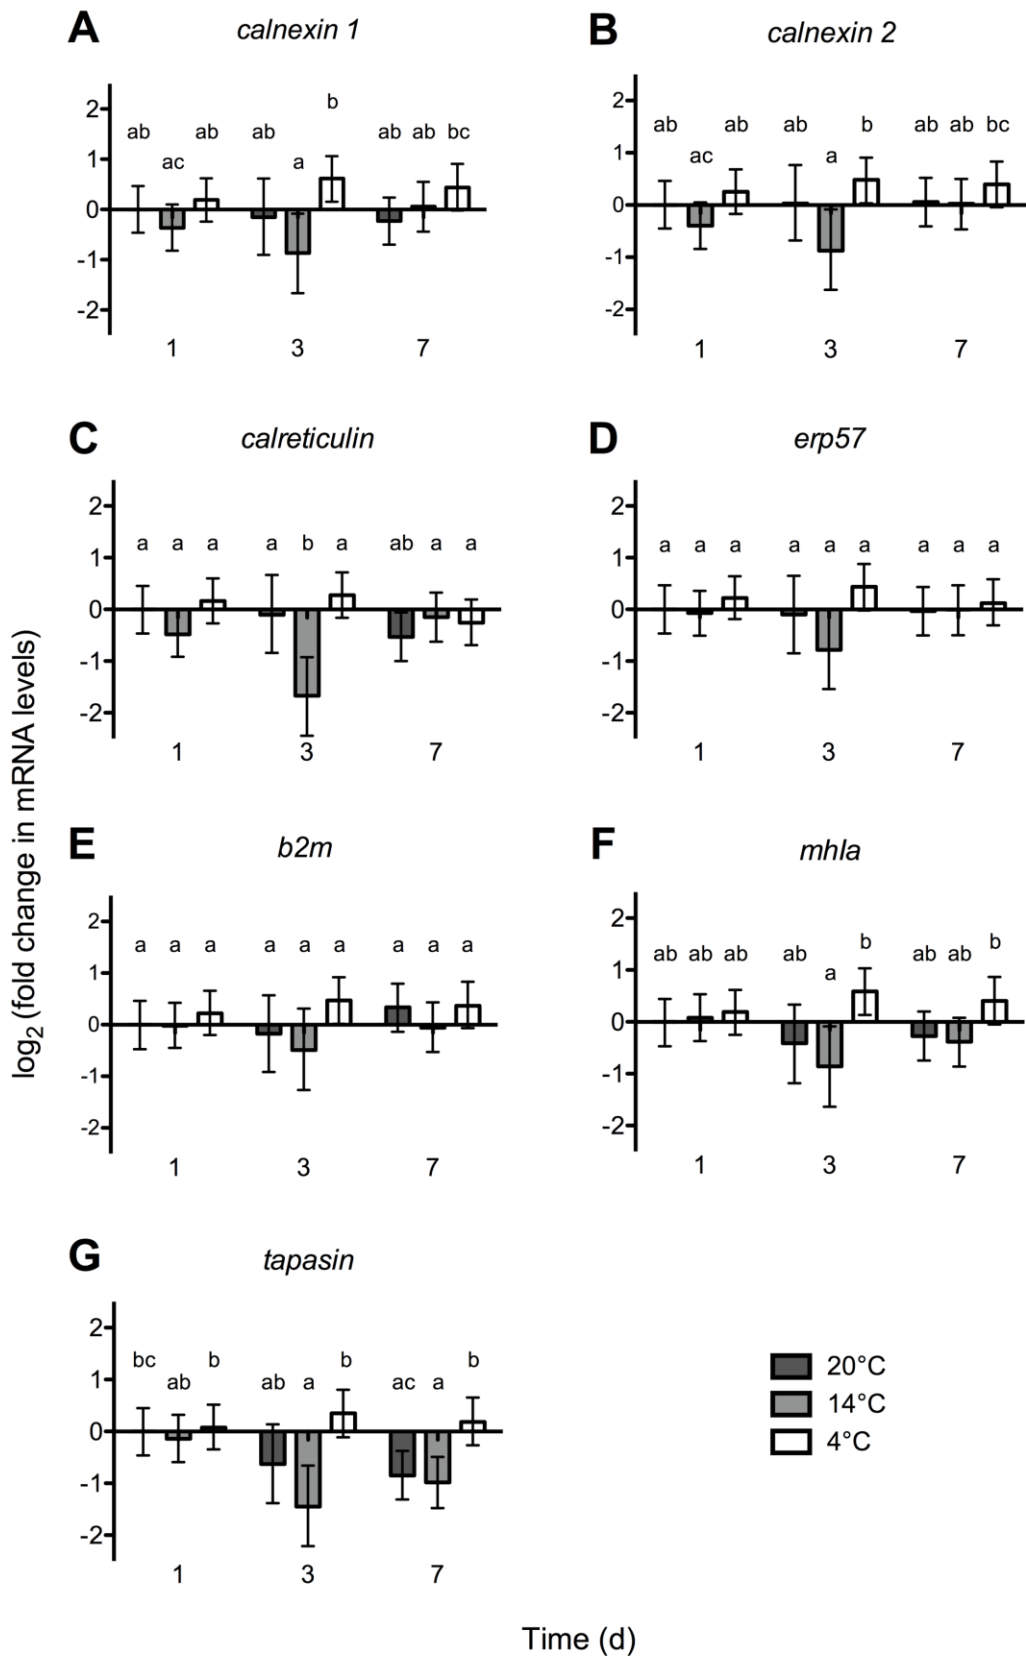 A calnexin 1
2
1
0
-1
-2
ab ac ab ab a b ab ab bc
1 3 7
B calnexin 2
2
1
0
-1
-2
ab ac ab ab a b ab ab bc
1 3 7
C calreticulin
2
1
0
-1
-2
a a a a b a ab a a
1 3 7
D erp57
2
1
0
-1
-2
a a a a a a a a a
1 3 7
E b2m
2
1
0
-1
-2
a a a a a a a a a
1 3 7
F mhIa
2
1
0
-1
-2
ab ab ab ab a b ab ab b
1 3 7
G tapasin
2
1
0
-1
-2
bc ab b ab a b ac a b
1 3 7
20°C
14°C
4°C
log2 (fold change in mRNA levels)
Time (d)